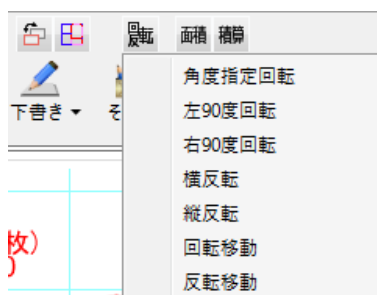 回反転 面積 積算
下書き そ
角度指定回転
左90度回転
右90度回転
横反転
縦反転
回転移動
反転移動
枚)
)